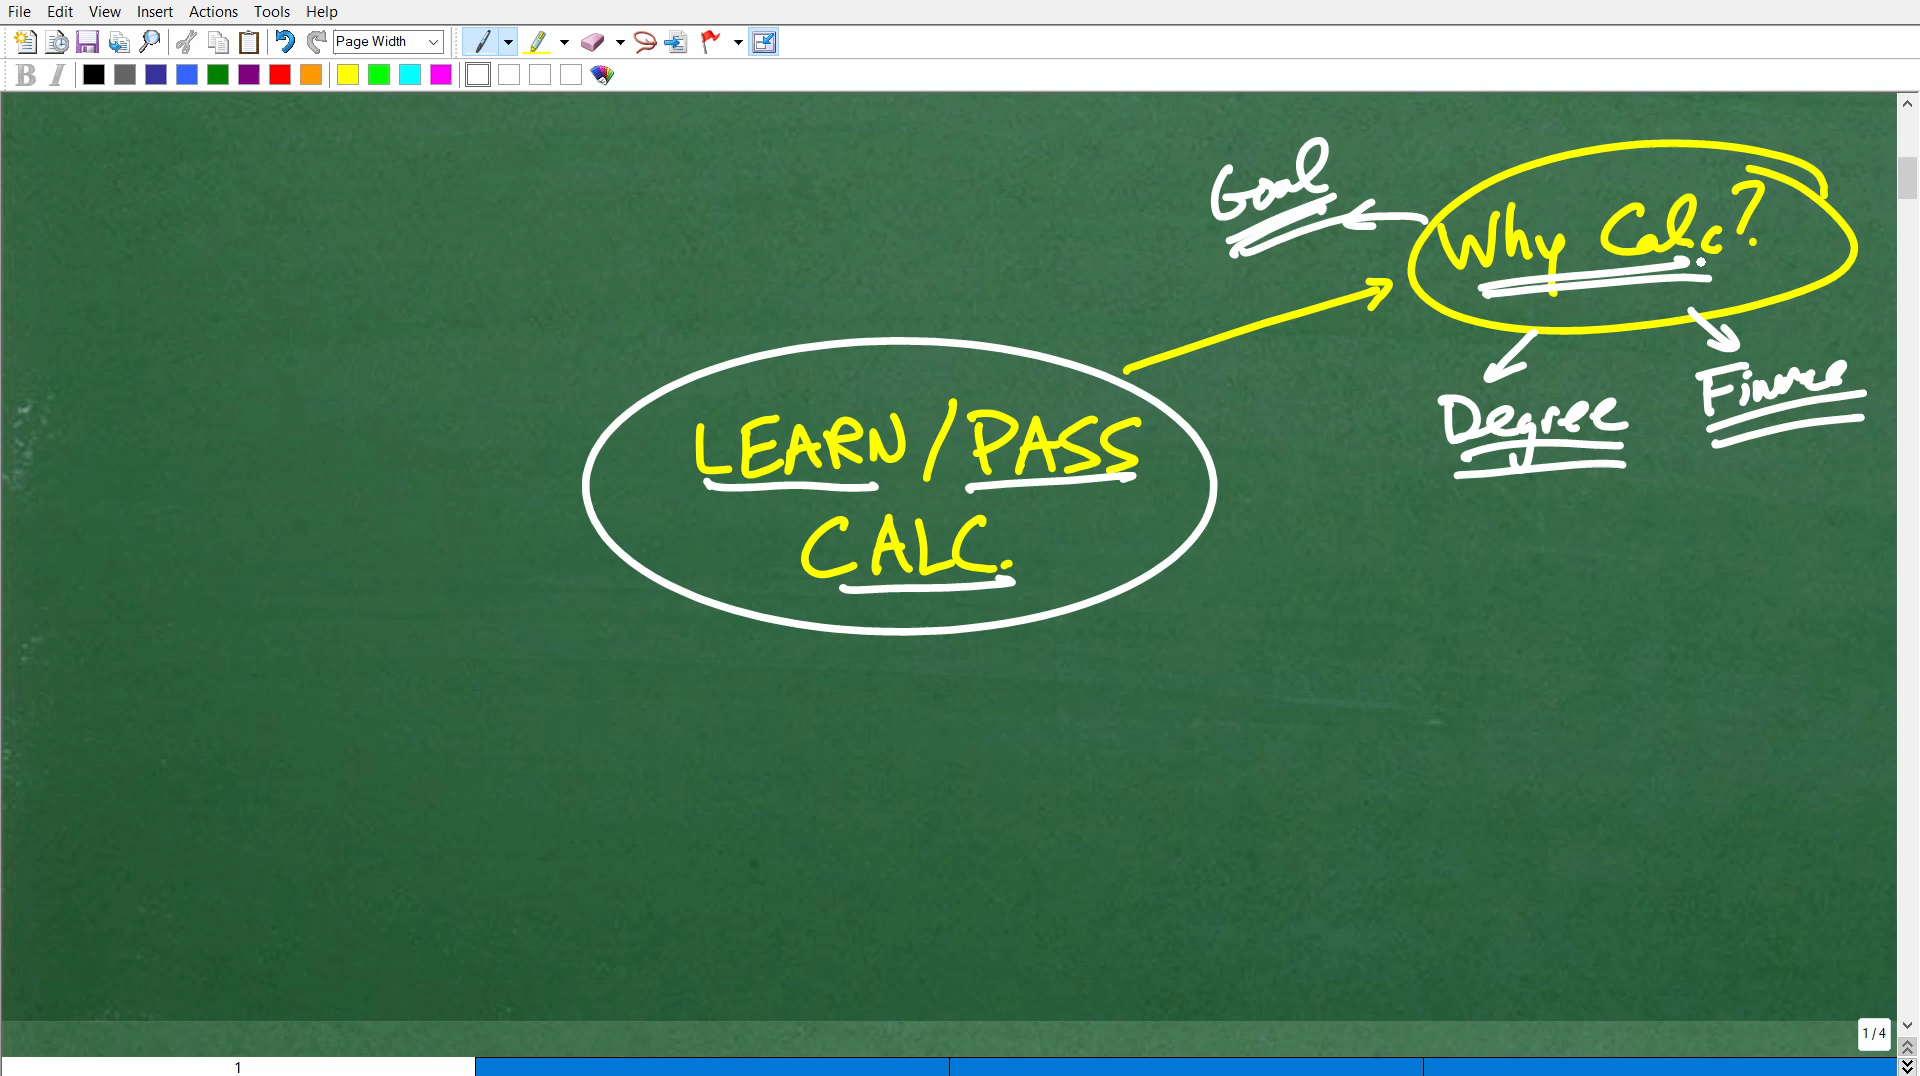 File Edit View Insert Actions Tools Help
Page Width
B I
Goal
Why Calc?
Degree
Finance
LEARN/PASS
CALC.
1/4
1